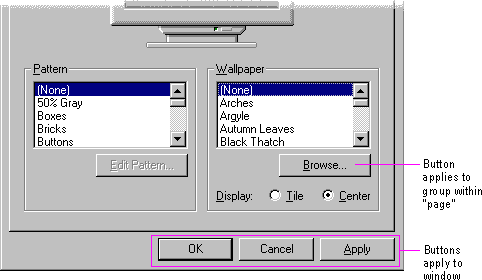 Pattern
(None)
50% Gray
Boxes
Bricks
Buttons
Edit Pattern...
Wallpaper
(None)
Arches
Argyle
Autumn Leaves
Black Thatch
Browse...
Display:
Tile
Center
OK
Cancel
Apply
Button
applies to
group within
"page"
Buttons
apply to
window